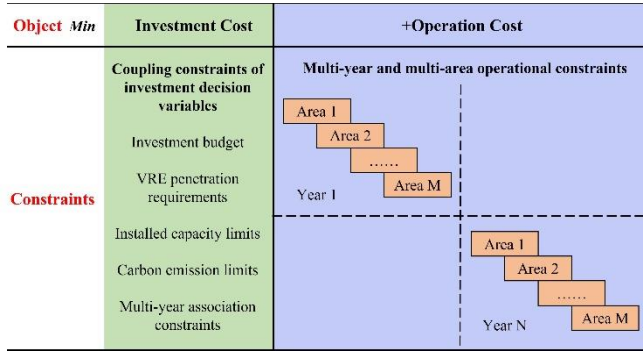 Object Min
Investment Cost
+Operation Cost
Constraints
Coupling constraints of
investment decision
variables
Investment budget
VRE penetration
requirements
Installed capacity limits
Carbon emission limits
Multi-year association
constraints
Multi-year and multi-area operational constraints
Area 1
Area 2
......
Area M
Year 1
Area 1
Area 2
......
Area M
Year N